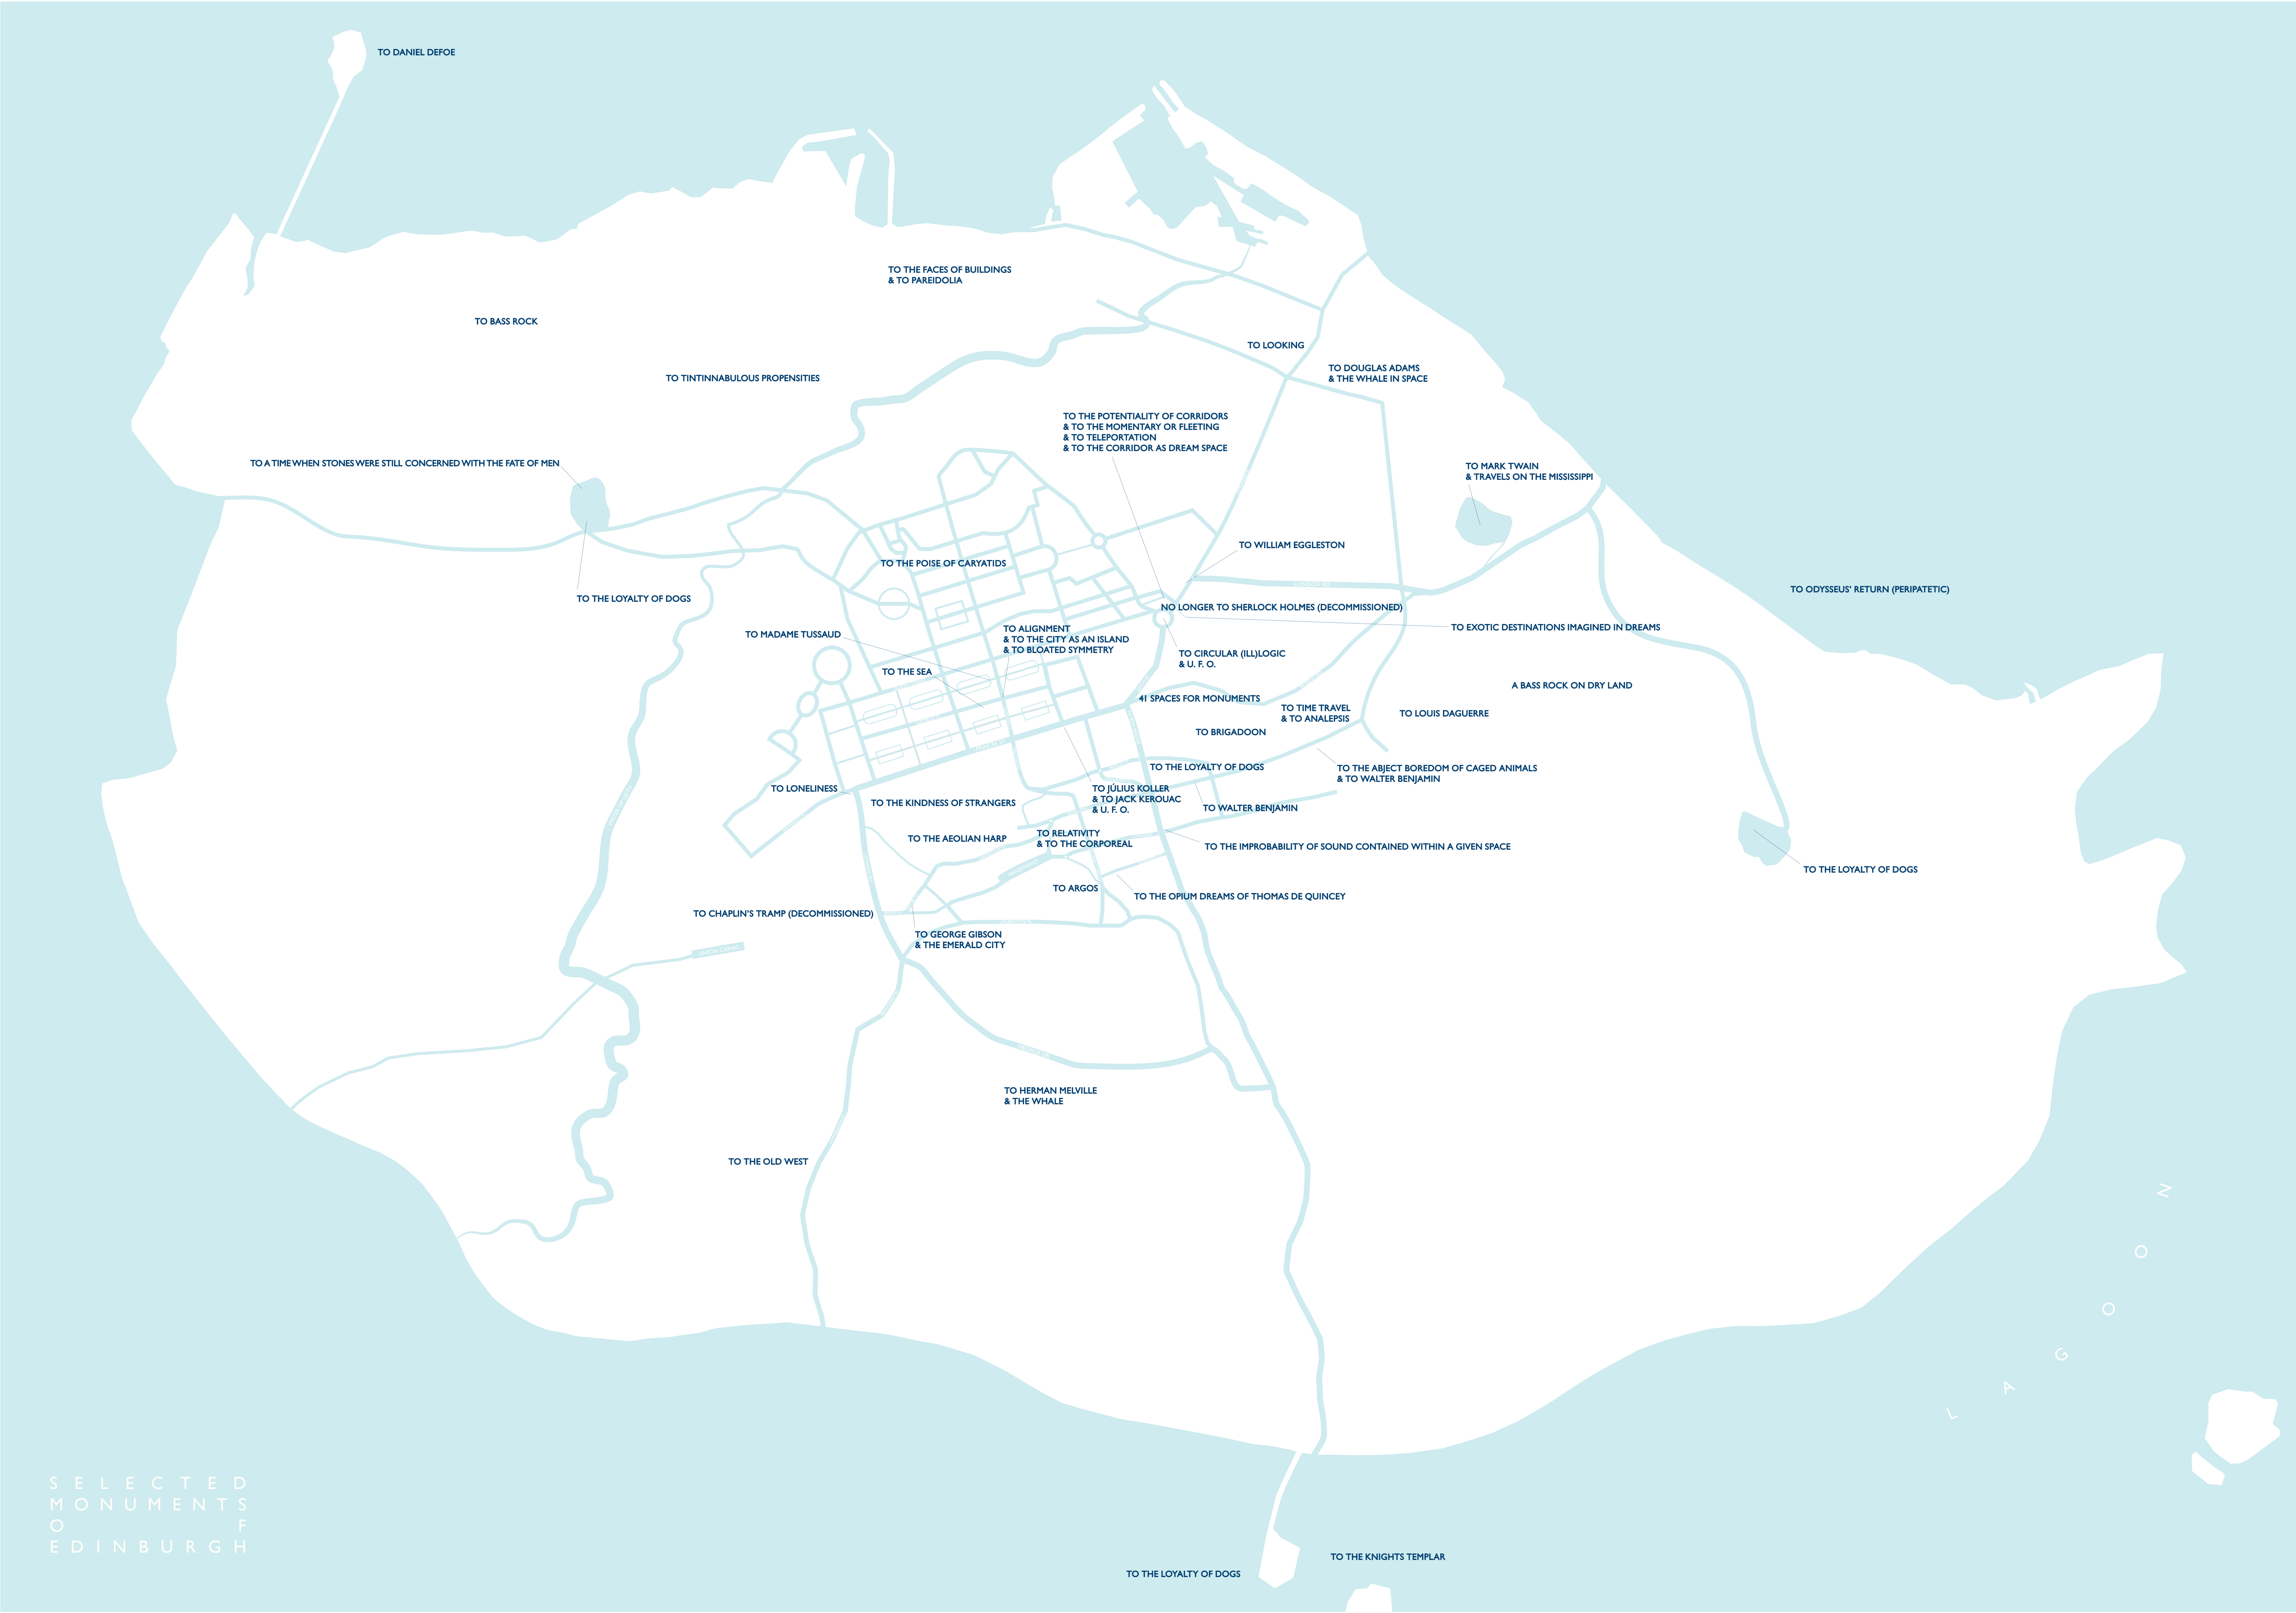 TO DANIEL DEFOE
TO THE FACES OF BUILDINGS
& TO PAREIDOLIA
TO BASS ROCK
TO LOOKING
TO TINTINNABULOUS PROPENSITIES
TO DOUGLAS ADAMS
& THE WHALE IN SPACE
TO THE POTENTIALITY OF CORRIDORS
& TO THE MOMENTARY OR FLEETING
& TO TELEPORTATION
& TO THE CORRIDOR AS DREAM SPACE
TO A TIME WHEN STONES WERE STILL CONCERNED WITH THE FATE OF MEN
TO MARK TWAIN
& TRAVELS ON THE MISSISSIPPI
TO WILLIAM EGGLESTON
TO THE POISE OF CARYATIDS
LONDON RD
TO ODYSSEUS' RETURN (PERIPATETIC)
TO THE LOYALTY OF DOGS
NO LONGER TO SHERLOCK HOLMES (DECOMMISSIONED)
TO EXOTIC DESTINATIONS IMAGINED IN DREAMS
TO MADAME TUSSAUD
TO ALIGNMENT
& TO THE CITY AS AN ISLAND
& TO BLOATED SYMMETRY
TO CIRCULAR (ILL)LOGIC
& U. F. O.
TO THE SEA
A BASS ROCK ON DRY LAND
41 SPACES FOR MONUMENTS
TO TIME TRAVEL
& TO ANALEPSIS
TO LOUIS DAGUERRE
TO BRIGADOON
TO THE LOYALTY OF DOGS
TO THE ABJECT BOREDOM OF CAGED ANIMALS
& TO WALTER BENJAMIN
TO LONELINESS
TO JÚLIUS KOLLER
& TO JACK KEROUAC
& U. F. O.
TO THE KINDNESS OF STRANGERS
TO WALTER BENJAMIN
TO THE AEOLIAN HARP
TO RELATIVITY
& TO THE CORPOREAL
TO THE IMPROBABILITY OF SOUND CONTAINED WITHIN A GIVEN SPACE
TO THE LOYALTY OF DOGS
TO ARGOS
TO THE OPIUM DREAMS OF THOMAS DE QUINCEY
TO CHAPLIN'S TRAMP (DECOMMISSIONED)
TO GEORGE GIBSON
& THE EMERALD CITY
UNION CANAL
MELVILLE DR
TO HERMAN MELVILLE
& THE WHALE
TO THE OLD WEST
LAGOON
SELECTED
MONUMENTS
OF
EDINBURGH
TO THE KNIGHTS TEMPLAR
TO THE LOYALTY OF DOGS